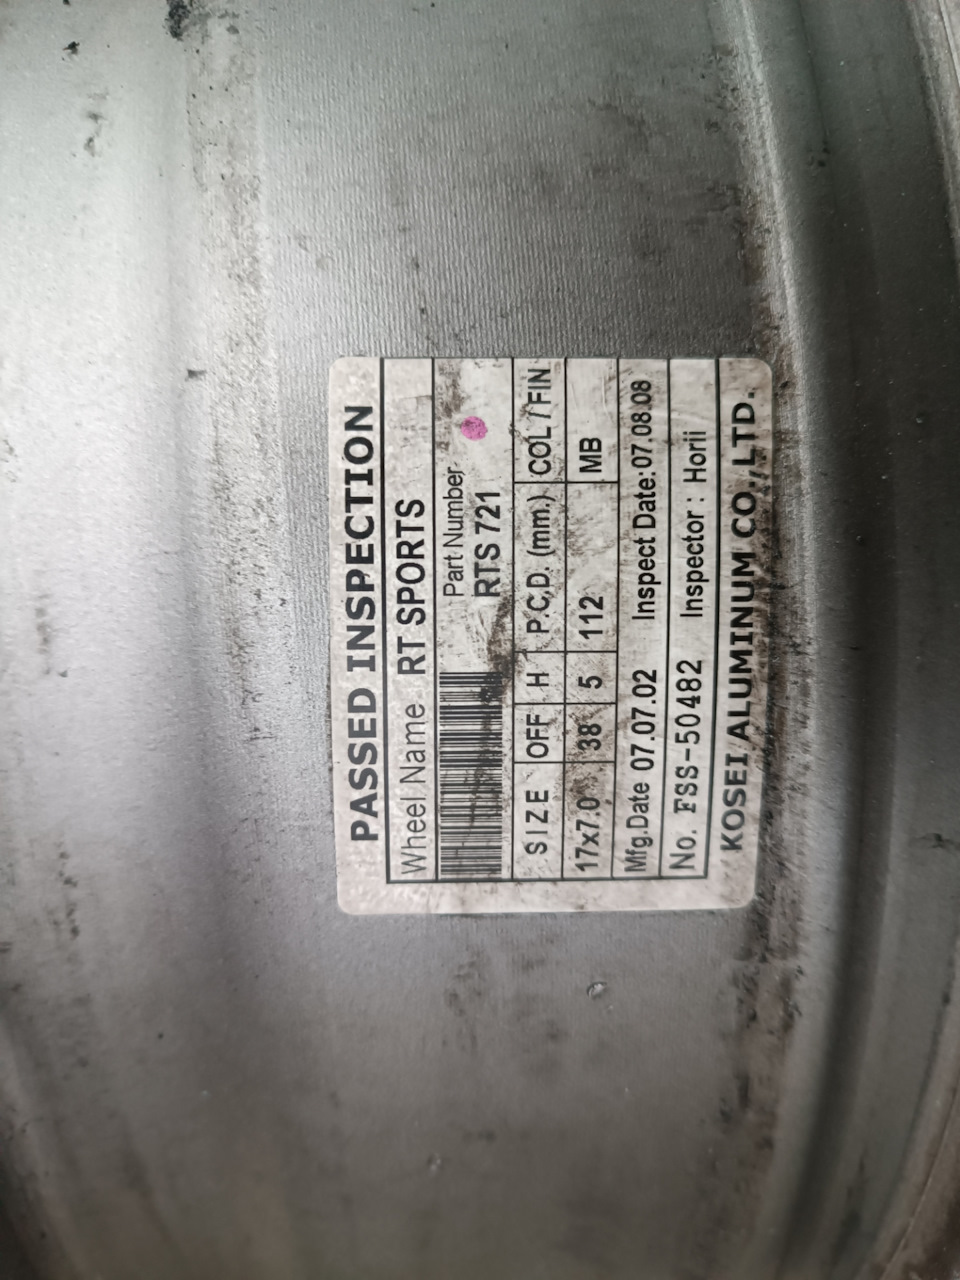 PASSED INSPECTION
Wheel Name RT SPORTS
Part Number
RTS 721
SIZE OFF H P.C,D. (mm.) COL / FIN
17x7.0 38 5 112 MB
Mfg.Date 07.07.02 Inspect Date:07.08.08
No. FSS-50482 Inspector : Horii
KOSEI ALUMINUM CO.,LTD.